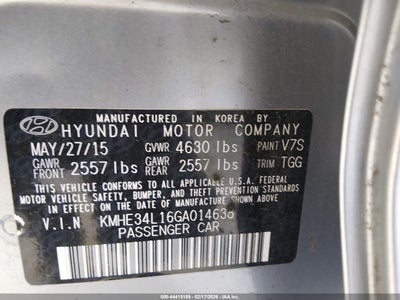 MANUFACTURED IN KOREA BY
HYUNDAI MOTOR COMPANY
MAY/27/15 GVWR 4630 lbs PAINT V7S
GAWR FRONT 2557 lbs GAWR REAR 2557 lbs TRIM TGG
THIS VEHICLE CONFORMS TO ALL APPLICABLE U.S.A. FEDERAL
MOTOR VEHICLE SAFETY, BUMPER, AND THEFT PREVENTION
STANDARDS IN EFFECT ON THE DATE OF MANUFACTURE SHOWN ABOVE.
V.I.N KMHE34L16GA014630
PASSENGER CAR